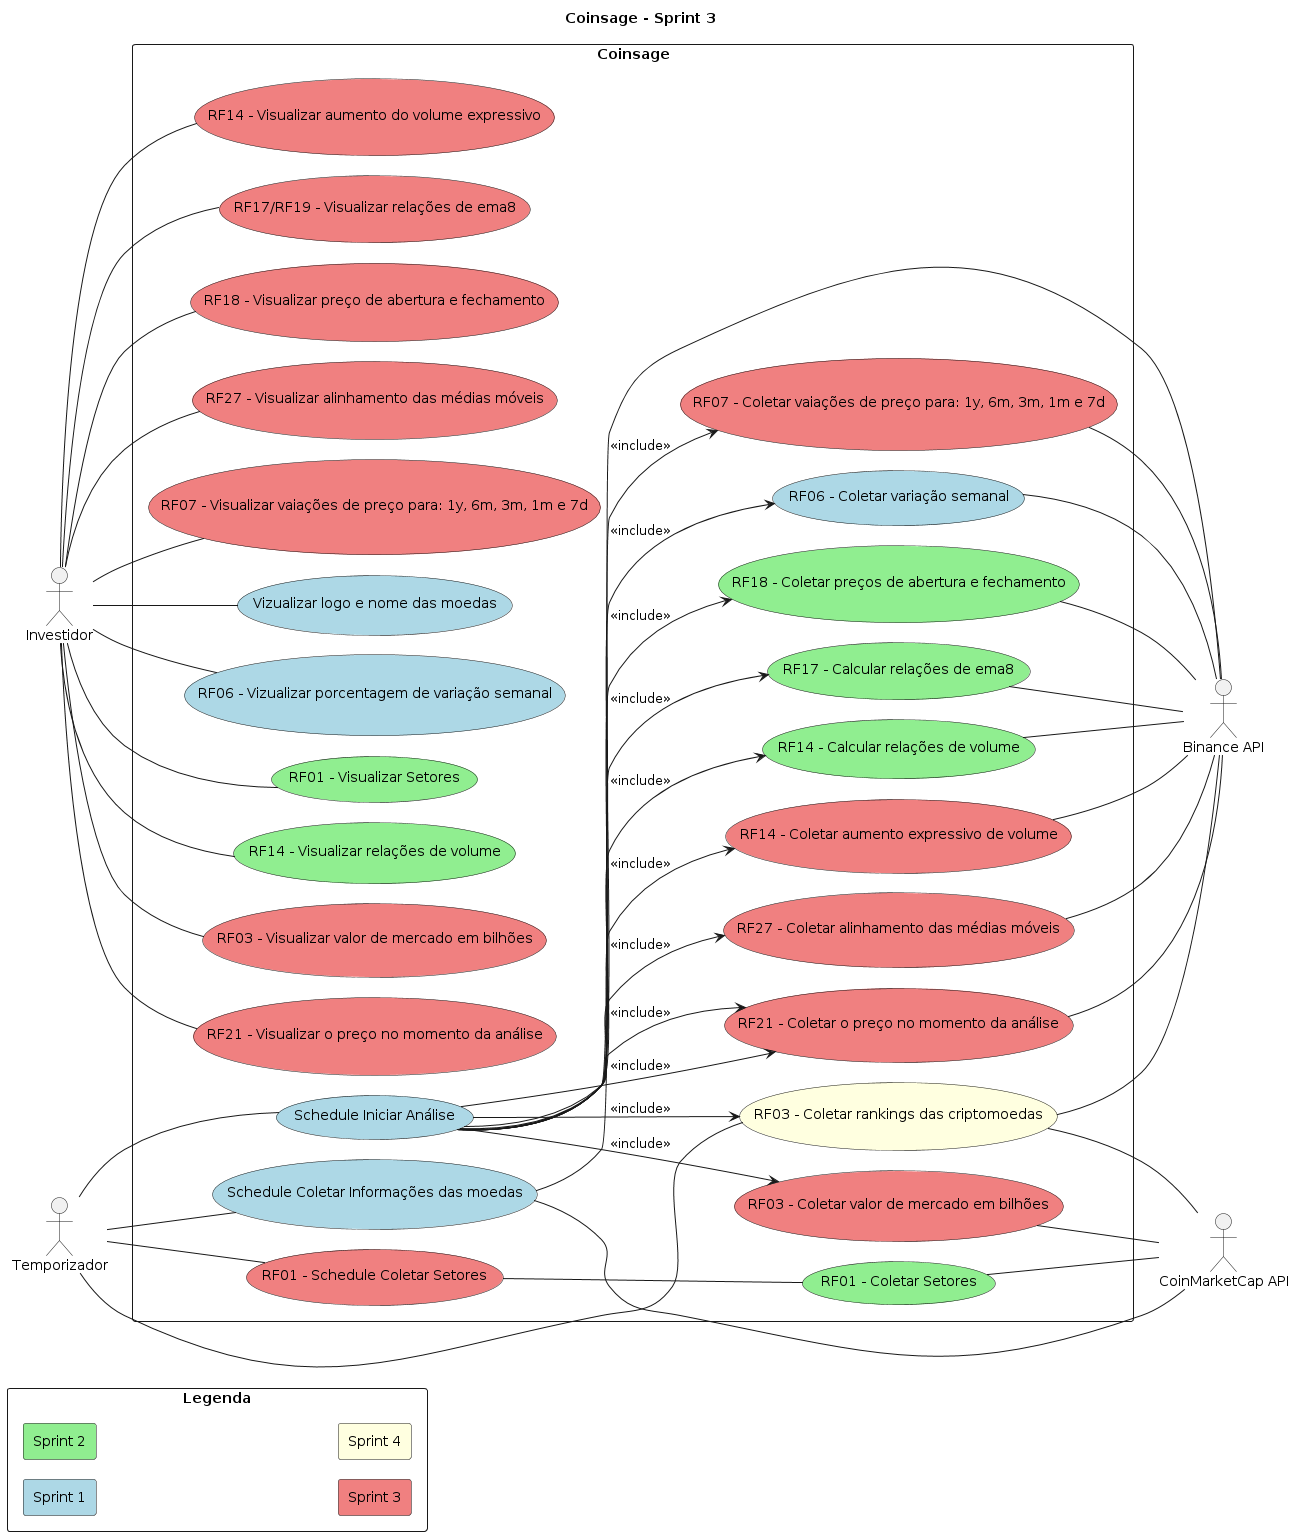 Coinsage - Sprint 3
Coinsage
RF14 - Visualizar aumento do volume expressivo
RF17/RF19 - Visualizar relações de ema8
RF18 - Visualizar preço de abertura e fechamento
RF27 - Visualizar alinhamento das médias móveis
RF07 - Visualizar vaiações de preço para: 1y, 6m, 3m, 1m e 7d
Vizualizar logo e nome das moedas
RF06 - Vizualizar porcentagem de variação semanal
RF01 - Visualizar Setores
RF14 - Visualizar relações de volume
RF03 - Visualizar valor de mercado em bilhões
RF21 - Visualizar o preço no momento da análise
Schedule Iniciar Análise
Schedule Coletar Informações das moedas
RF01 - Schedule Coletar Setores
Investidor
Temporizador
«include»
«include»
«include»
«include»
«include»
«include»
«include»
«include»
«include»
«include»
«include»
RF07 - Coletar vaiações de preço para: 1y, 6m, 3m, 1m e 7d
RF06 - Coletar variação semanal
RF18 - Coletar preços de abertura e fechamento
RF17 - Calcular relações de ema8
RF14 - Calcular relações de volume
RF14 - Coletar aumento expressivo de volume
RF27 - Coletar alinhamento das médias móveis
RF21 - Coletar o preço no momento da análise
RF03 - Coletar rankings das criptomoedas
RF03 - Coletar valor de mercado em bilhões
RF01 - Coletar Setores
Binance API
CoinMarketCap API
Legenda
Sprint 2
Sprint 4
Sprint 1
Sprint 3